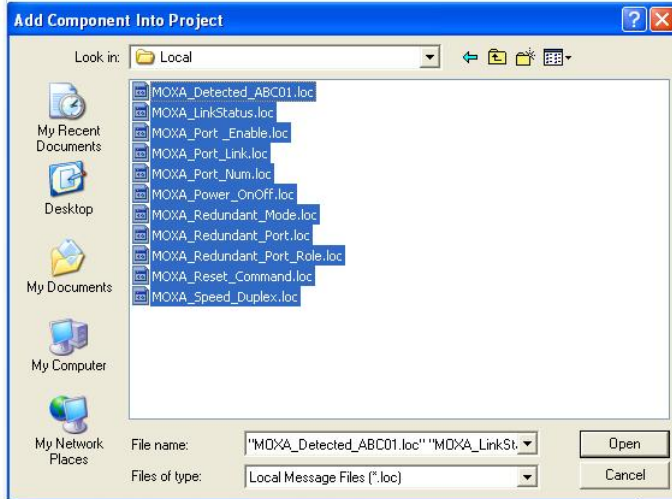 Add Component Into Project
Look in: Local
MOXA_Detected_ABC01.loc
MOXA_LinkStatus.loc
MOXA_Port _Enable.loc
MOXA_Port_Link.loc
MOXA_Port_Num.loc
MOXA_Power_OnOff.loc
MOXA_Redundant_Mode.loc
MOXA_Redundant_Port.loc
MOXA_Redundant_Port_Role.loc
MOXA_Reset_Command.loc
MOXA_Speed_Duplex.loc
My Recent
Documents
Desktop
My Documents
My Computer
My Network
Places
File name: "MOXA_Detected_ABC01.loc" "MOXA_LinkSt
Open
Files of type: Local Message Files (*.loc)
Cancel